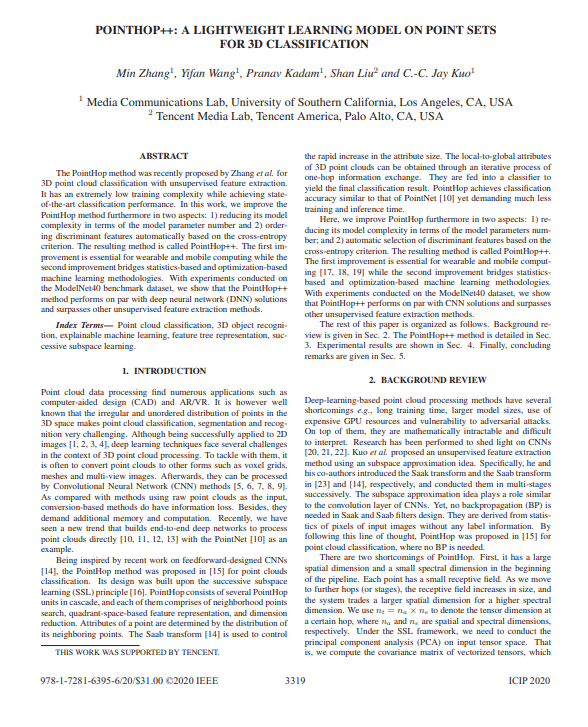 POINTHOP++: A LIGHTWEIGHT LEARNING MODEL ON POINT SETS
FOR 3D CLASSIFICATION
Min Zhang¹, Yifan Wang¹, Pranav Kadam¹, Shan Liu² and C.-C. Jay Kuo¹
¹ Media Communications Lab, University of Southern California, Los Angeles, CA, USA
² Tencent Media Lab, Tencent America, Palo Alto, CA, USA
ABSTRACT
The PointHop method was recently proposed by Zhang et al. for
3D point cloud classification with unsupervised feature extraction.
It has an extremely low training complexity while achieving state-
of-the-art classification performance. In this work, we improve the
PointHop method furthermore in two aspects: 1) reducing its model
complexity in terms of the model parameter number and 2) order-
ing discriminant features automatically based on the cross-entropy
criterion. The resulting method is called PointHop++. The first im-
provement is essential for wearable and mobile computing while the
second improvement bridges statistics-based and optimization-based
machine learning methodologies. With experiments conducted on
the ModelNet40 benchmark dataset, we show that the PointHop++
method performs on par with deep neural network (DNN) solutions
and surpasses other unsupervised feature extraction methods.
Index Terms— Point cloud classification, 3D object recogni-
tion, explainable machine learning, feature tree representation, suc-
cessive subspace learning.
1. INTRODUCTION
Point cloud data processing find numerous applications such as
computer-aided design (CAD) and AR/VR. It is however well
known that the irregular and unordered distribution of points in the
3D space makes point cloud classification, segmentation and recog-
nition very challenging. Although being successfully applied to 2D
images [1, 2, 3, 4], deep learning techniques face several challenges
in the context of 3D point cloud processing. To tackle with them, it
is often to convert point clouds to other forms such as voxel grids,
meshes and multi-view images. Afterwards, they can be processed
by Convolutional Neural Network (CNN) methods [5, 6, 7, 8, 9].
As compared with methods using raw point clouds as the input,
conversion-based methods do have information loss. Besides, they
demand additional memory and computation. Recently, we have
seen a new trend that builds end-to-end deep networks to process
point clouds directly [10, 11, 12, 13] with the PointNet [10] as an
example.
Being inspired by recent work on feedforward-designed CNNs
[14], the PointHop method was proposed in [15] for point clouds
classification. Its design was built upon the successive subspace
learning (SSL) principle [16]. PointHop consists of several PointHop
units in cascade, and each of them comprises of neighborhood points
search, quadrant-space-based feature representation, and dimension
reduction. Attributes of a point are determined by the distribution of
its neighboring points. The Saab transform [14] is used to control
THIS WORK WAS SUPPORTED BY TENCENT.
the rapid increase in the attribute size. The local-to-global attributes
of 3D point clouds can be obtained through an iterative process of
one-hop information exchange. They are fed into a classifier to
yield the final classification result. PointHop achieves classification
accuracy similar to that of PointNet [10] yet demanding much less
training and inference time.
Here, we improve PointHop furthermore in two aspects: 1) re-
ducing its model complexity in terms of the model parameters num-
ber; and 2) automatic selection of discriminant features based on the
cross-entropy criterion. The resulting method is called PointHop++.
The first improvement is essential for wearable and mobile comput-
ing [17, 18, 19] while the second improvement bridges statistics-
based and optimization-based machine learning methodologies.
With experiments conducted on the ModelNet40 dataset, we show
that PointHop++ performs on par with CNN solutions and surpasses
other unsupervised feature extraction methods.
The rest of this paper is organized as follows. Background re-
view is given in Sec. 2. The PointHop++ method is detailed in Sec.
3. Experimental results are shown in Sec. 4. Finally, concluding
remarks are given in Sec. 5.
2. BACKGROUND REVIEW
Deep-learning-based point cloud processing methods have several
shortcomings e.g., long training time, larger model sizes, use of
expensive GPU resources and vulnerability to adversarial attacks.
On top of them, they are mathematically intractable and difficult
to interpret. Research has been performed to shed light on CNNs
[20, 21, 22]. Kuo et al. proposed an unsupervised feature extraction
method using a subspace approximation idea. Specifically, he and
his co-authors introduced the Saak transform and the Saab transform
in [23] and [14], respectively, and conducted them in multi-stages
successively. The subspace approximation idea plays a role similar
to the convolution layer of CNNs. Yet, no backpropagation (BP) is
needed in Saak and Saab filters design. They are derived from statis-
tics of pixels of input images without any label information. By
following this line of thought, PointHop was proposed in [15] for
point cloud classification, where no BP is needed.
There are two shortcomings of PointHop. First, it has a large
spatial dimension and a small spectral dimension in the beginning
of the pipeline. Each point has a small receptive field. As we move
to further hops (or stages), the receptive field increases in size, and
the system trades a larger spatial dimension for a higher spectral
dimension. We use nₜ = nₐ × nₑ to denote the tensor dimension at
a certain hop, where nₐ and nₑ are spatial and spectral dimensions,
respectively. Under the SSL framework, we need to conduct the
principal component analysis (PCA) on input tensor space. That
is, we compute the covariance matrix of vectorized tensors, which
978-1-7281-6395-6/20/$31.00 ©2020 IEEE
3319
ICIP 2020